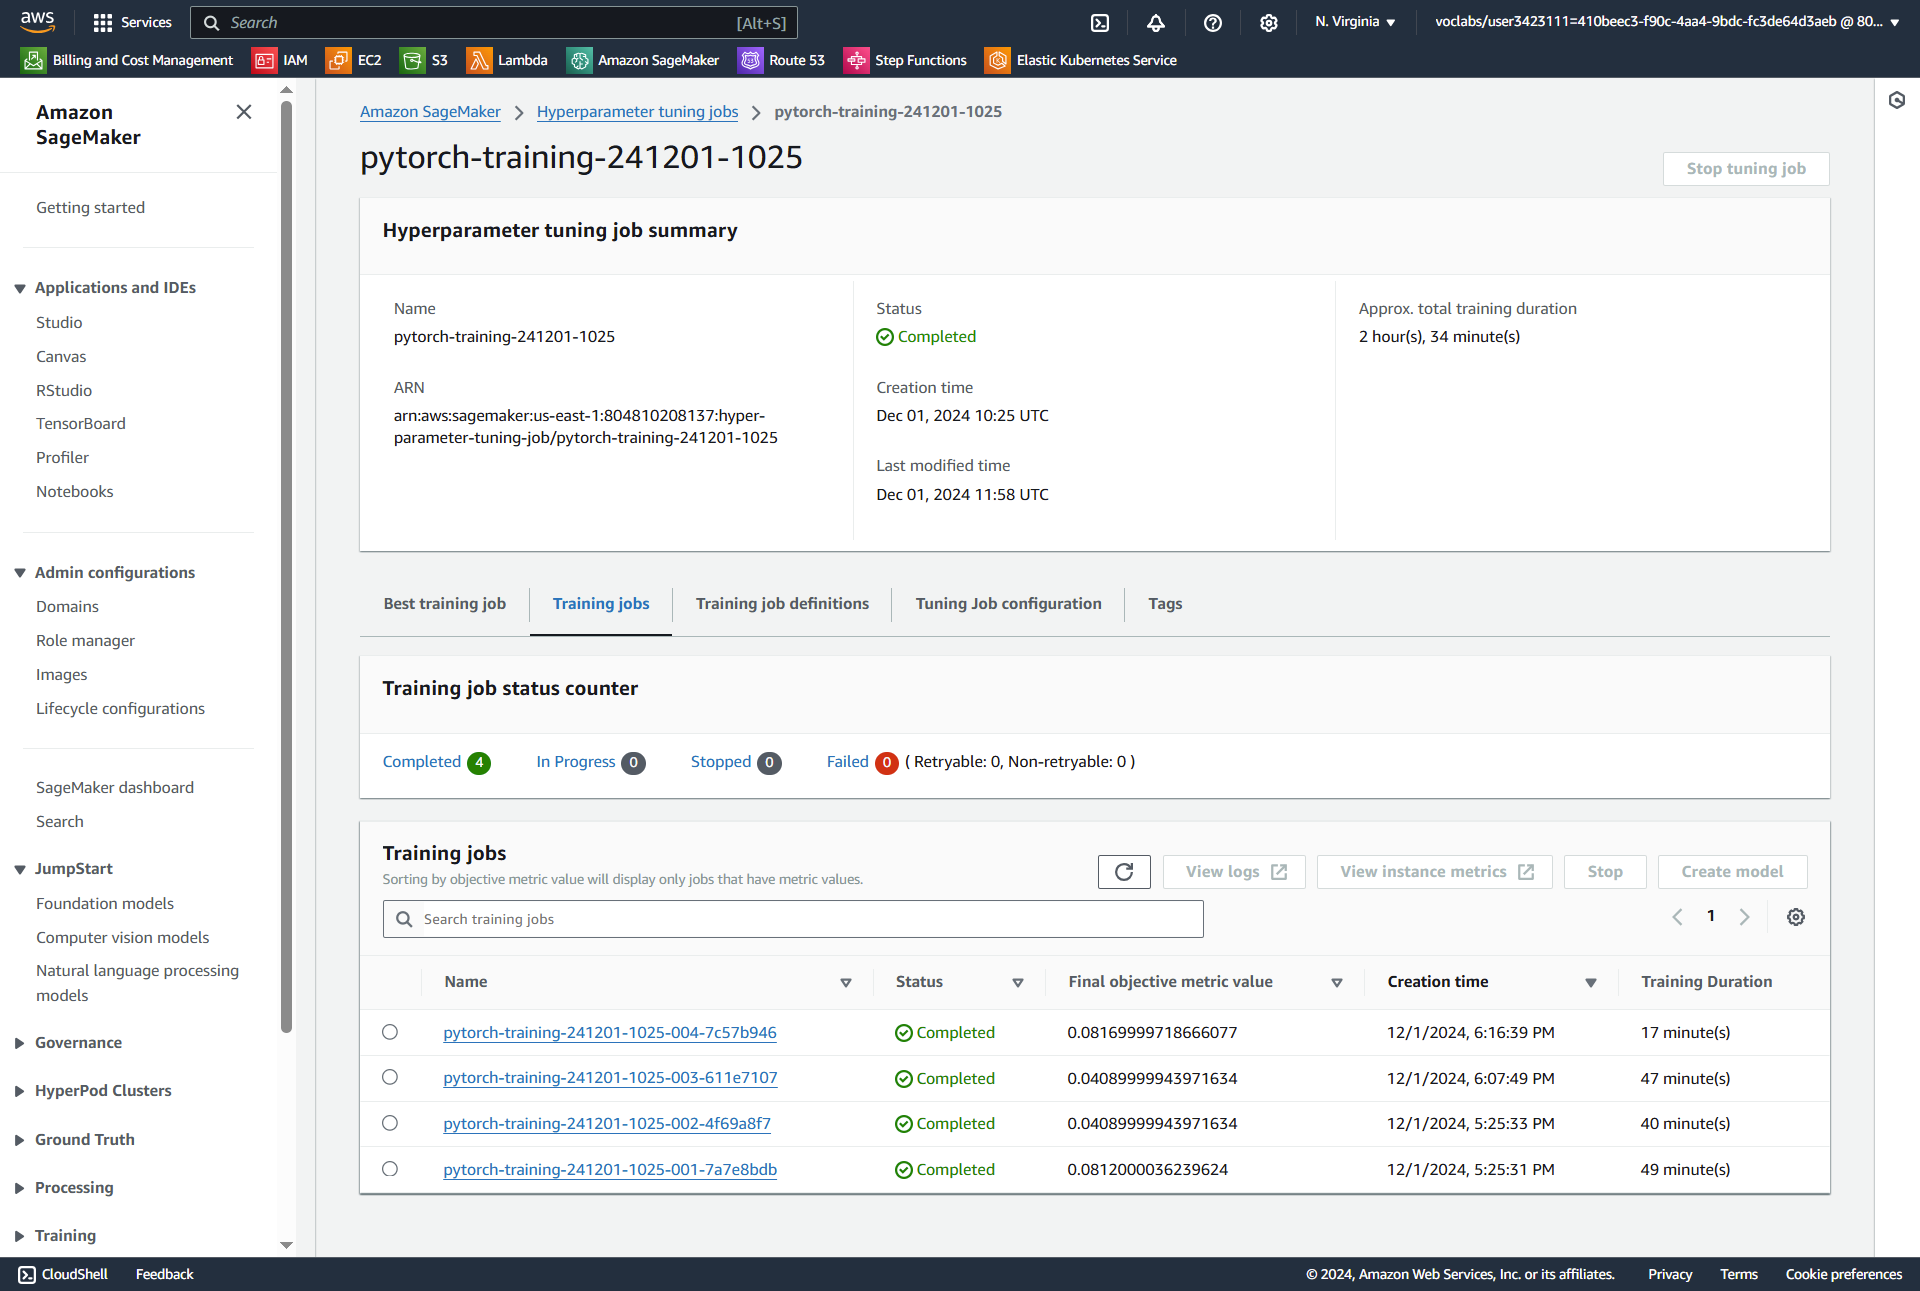 aws
Services
Search
[Alt+S]
N. Virginia
voclabs/user3423111=410beec3-f90c-4aa4-9bdc-fc3de64d3aeb @ 80...
Billing and Cost Management
IAM
EC2
S3
Lambda
Amazon SageMaker
Route 53
Step Functions
Elastic Kubernetes Service
Amazon
SageMaker
Getting started
Applications and IDEs
Studio
Canvas
RStudio
TensorBoard
Profiler
Notebooks
Admin configurations
Domains
Role manager
Images
Lifecycle configurations
SageMaker dashboard
Search
JumpStart
Foundation models
Computer vision models
Natural language processing
models
Governance
HyperPod Clusters
Ground Truth
Processing
Training
Amazon SageMaker
Hyperparameter tuning jobs
pytorch-training-241201-1025
pytorch-training-241201-1025
Stop tuning job
Hyperparameter tuning job summary
Name
pytorch-training-241201-1025
ARN
arn:aws:sagemaker:us-east-1:804810208137:hyper-
parameter-tuning-job/pytorch-training-241201-1025
Status
Completed
Creation time
Dec 01, 2024 10:25 UTC
Last modified time
Dec 01, 2024 11:58 UTC
Approx. total training duration
2 hour(s), 34 minute(s)
Best training job
Training jobs
Training job definitions
Tuning Job configuration
Tags
Training job status counter
Completed 4
In Progress 0
Stopped 0
Failed 0 ( Retryable: 0, Non-retryable: 0 )
Training jobs
Sorting by objective metric value will display only jobs that have metric values.
View logs
View instance metrics
Stop
Create model
Search training jobs
1
Name Status Final objective metric value Creation time Training Duration
pytorch-training-241201-1025-004-7c57b946 Completed 0.08169999718666077 12/1/2024, 6:16:39 PM 17 minute(s)
pytorch-training-241201-1025-003-611e7107 Completed 0.04089999943971634 12/1/2024, 6:07:49 PM 47 minute(s)
pytorch-training-241201-1025-002-4f69a8f7 Completed 0.04089999943971634 12/1/2024, 5:25:33 PM 40 minute(s)
pytorch-training-241201-1025-001-7a7e8bdb Completed 0.0812000036239624 12/1/2024, 5:25:31 PM 49 minute(s)
CloudShell
Feedback
© 2024, Amazon Web Services, Inc. or its affiliates.
Privacy
Terms
Cookie preferences